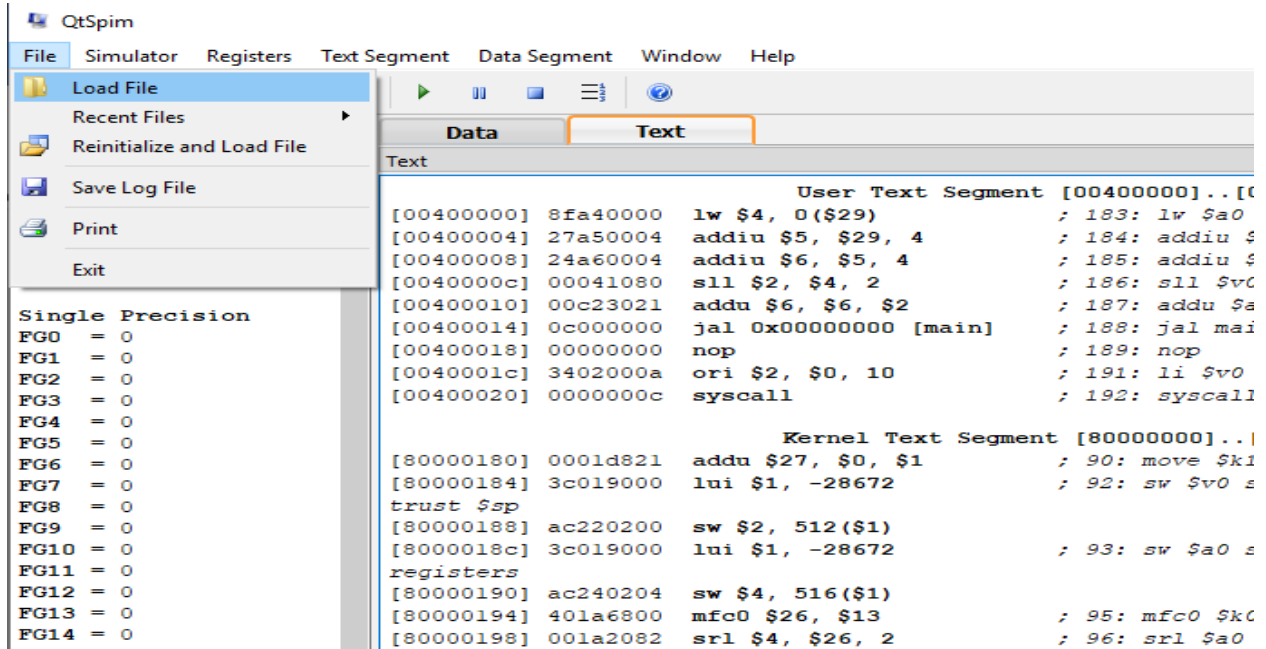 QtSpim
File Simulator Registers Text Segment Data Segment Window Help
Load File
Recent Files
Reinitialize and Load File
Save Log File
Print
Exit
Single Precision
FG0 = 0
FG1 = 0
FG2 = 0
FG3 = 0
FG4 = 0
FG5 = 0
FG6 = 0
FG7 = 0
FG8 = 0
FG9 = 0
FG10 = 0
FG11 = 0
FG12 = 0
FG13 = 0
FG14 = 0
Data Text
Text
User Text Segment [00400000]..[0
[00400000] 8fa40000 lw $4, 0($29) ; 183: lw $a0
[00400004] 27a50004 addiu $5, $29, 4 ; 184: addiu $
[00400008] 24a60004 addiu $6, $5, 4 ; 185: addiu $
[0040000c] 00041080 sll $2, $4, 2 ; 186: sll $v0
[00400010] 00c23021 addu $6, $6, $2 ; 187: addu $a
[00400014] 0c000000 jal 0x00000000 [main] ; 188: jal mai
[00400018] 00000000 nop ; 189: nop
[0040001c] 3402000a ori $2, $0, 10 ; 191: li $v0
[00400020] 0000000c syscall ; 192: syscall
Kernel Text Segment [80000000]..[
[80000180] 0001d821 addu $27, $0, $1 ; 90: move $k1
[80000184] 3c019000 lui $1, -28672 ; 92: sw $v0 s
trust $sp
[80000188] ac220200 sw $2, 512($1)
[8000018c] 3c019000 lui $1, -28672 ; 93: sw $a0 s
registers
[80000190] ac240204 sw $4, 516($1)
[80000194] 401a6800 mfc0 $26, $13 ; 95: mfc0 $k0
[80000198] 001a2082 srl $4, $26, 2 ; 96: srl $a0